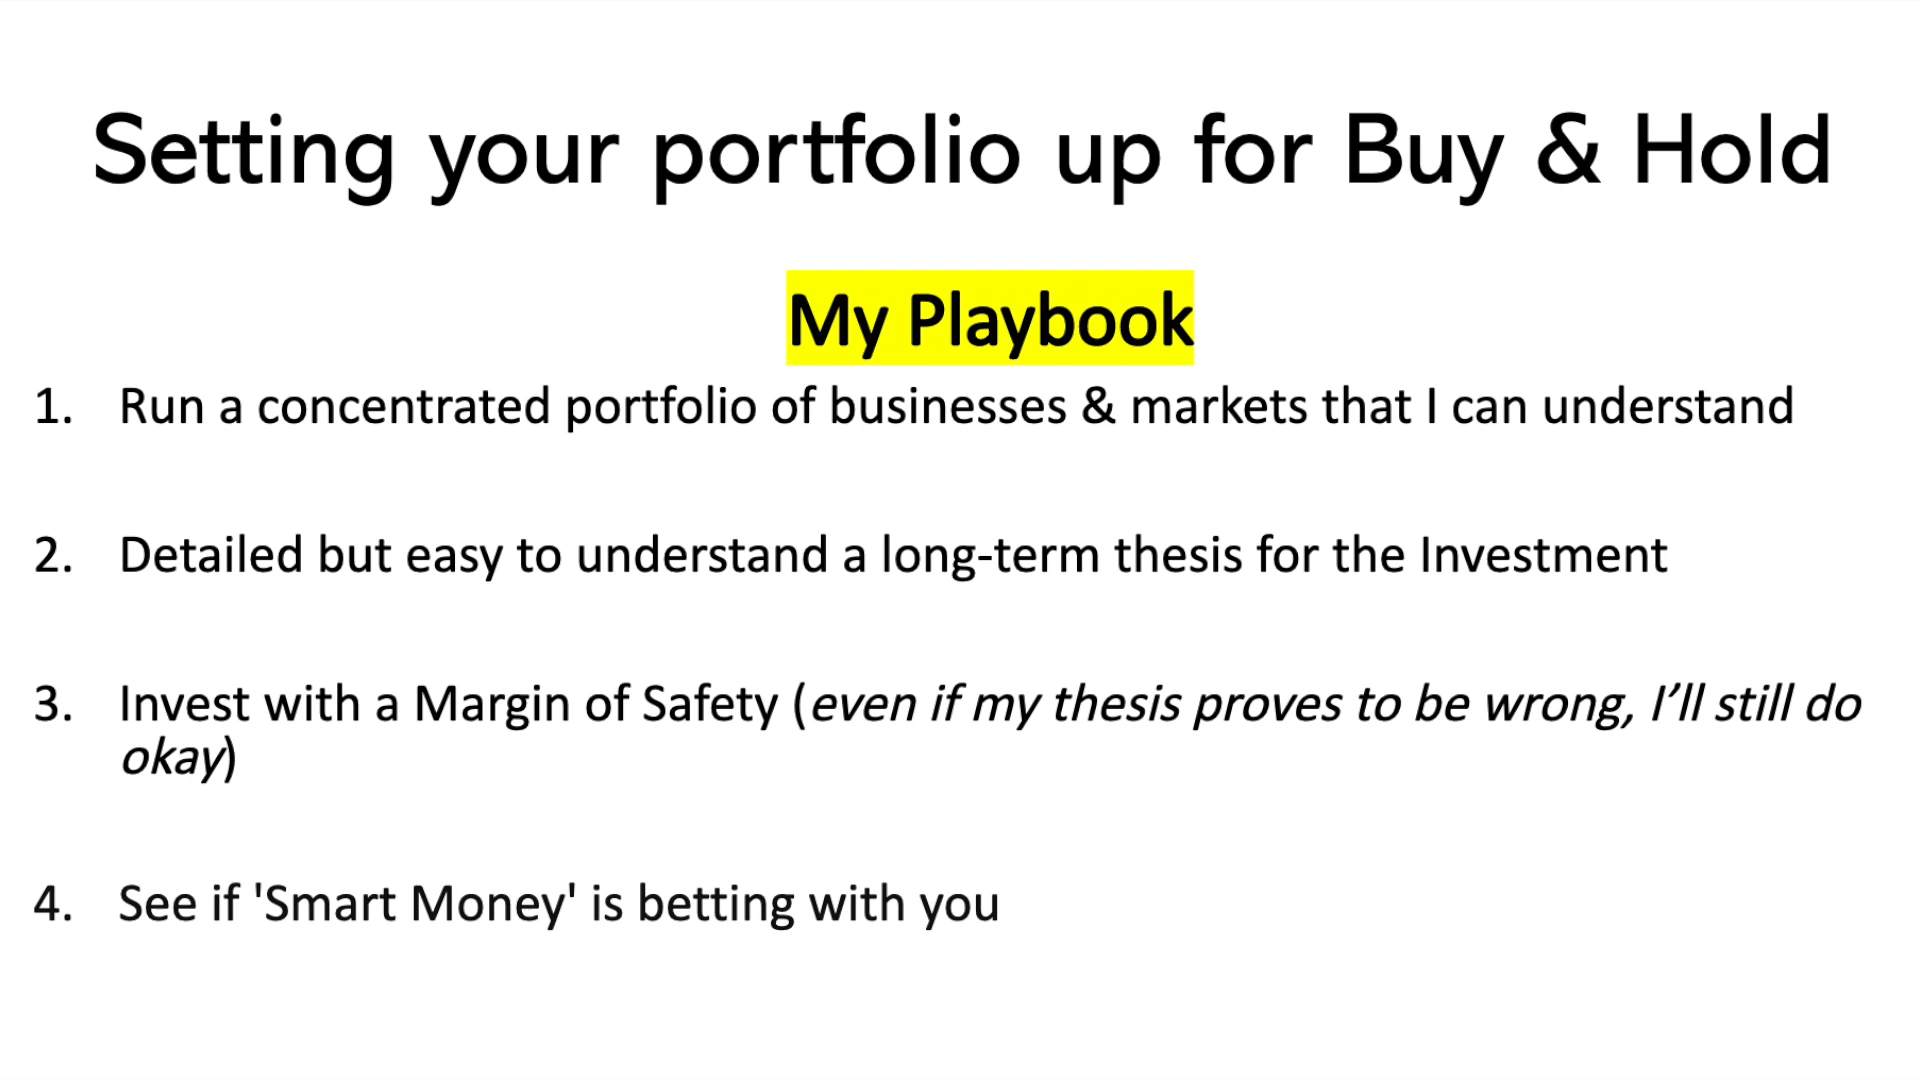 Setting your portfolio up for Buy & Hold
My Playbook
1. Run a concentrated portfolio of businesses & markets that I can understand
2. Detailed but easy to understand a long-term thesis for the Investment
3. Invest with a Margin of Safety (even if my thesis proves to be wrong, I’ll still do
okay)
4. See if 'Smart Money' is betting with you